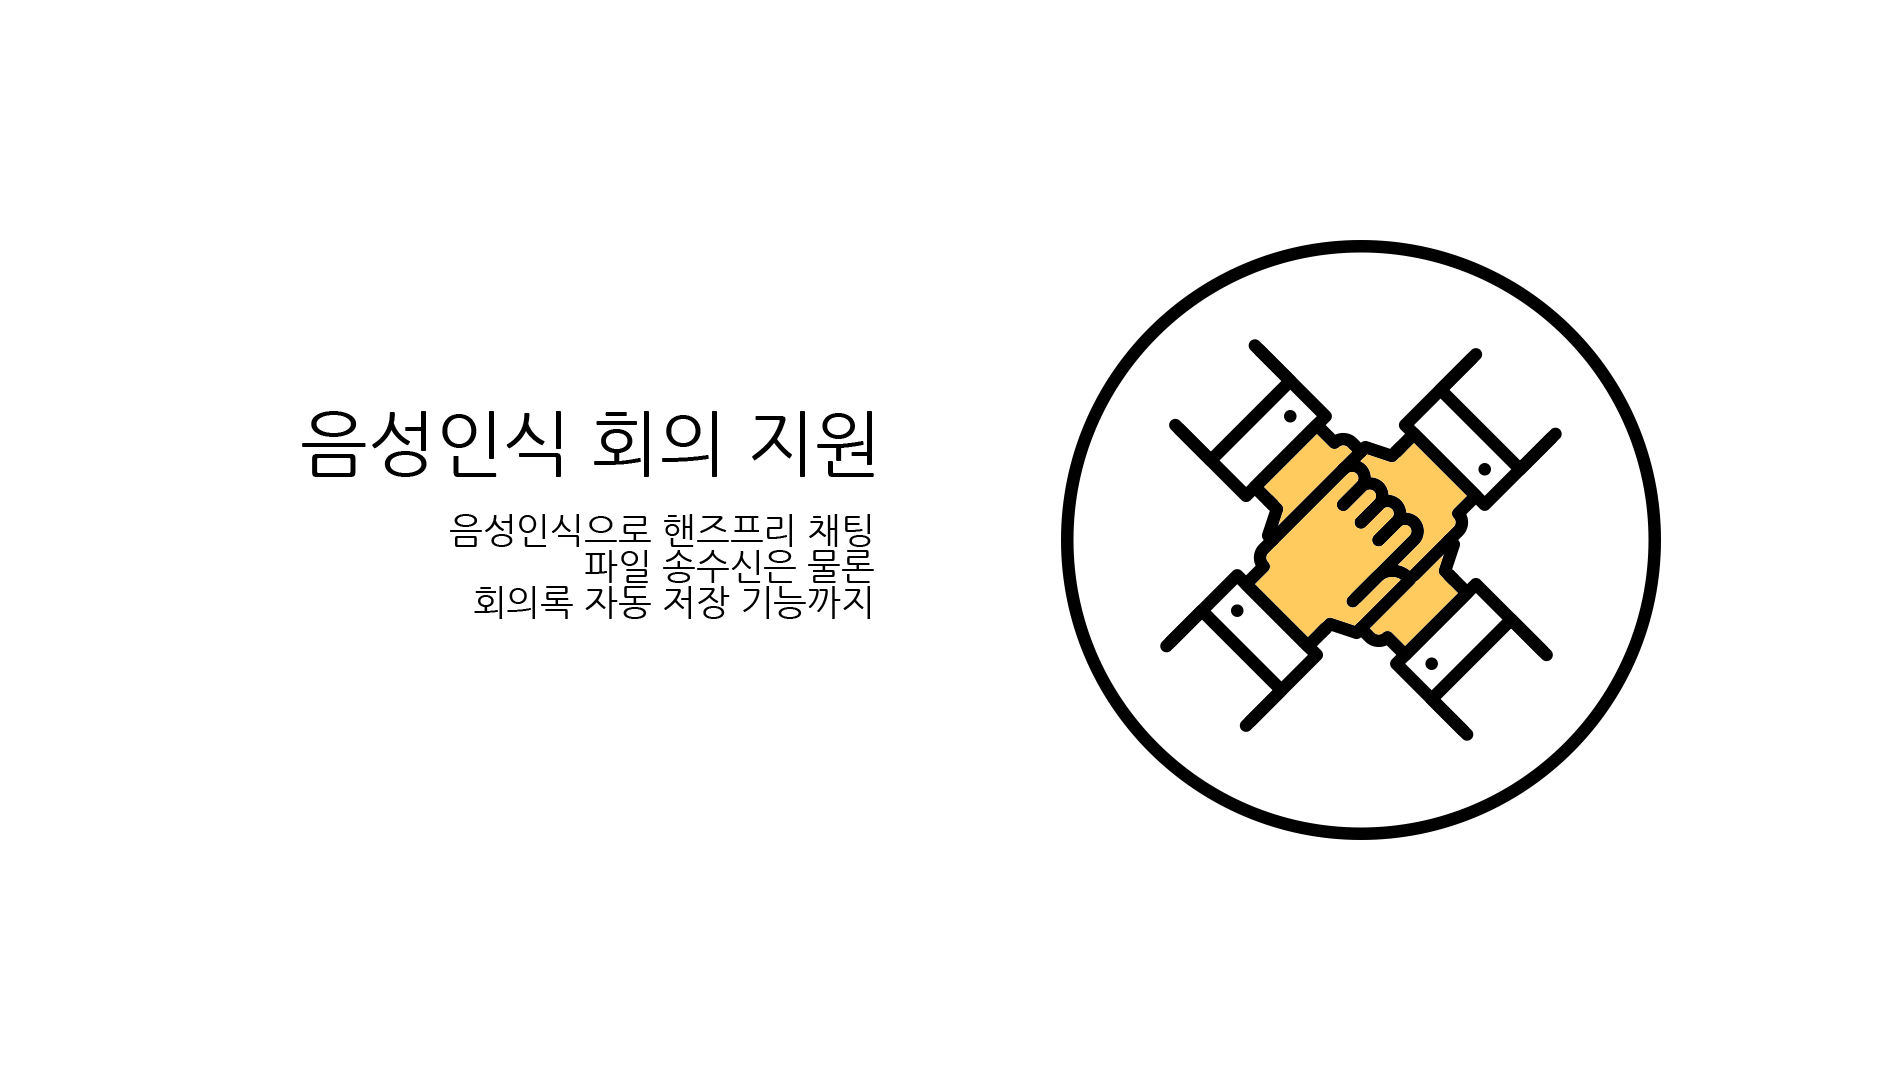 음성인식 회의 지원
음성인식으로 핸즈프리 채팅
파일 송수신은 물론
회의록 자동 저장 기능까지